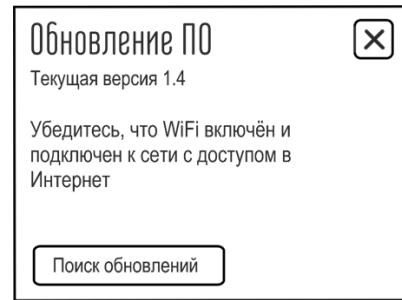 Обновление ПО
Текущая версия 1.4
Убедитесь, что WiFi включён и
подключен к сети с доступом в
Интернет
Поиск обновлений